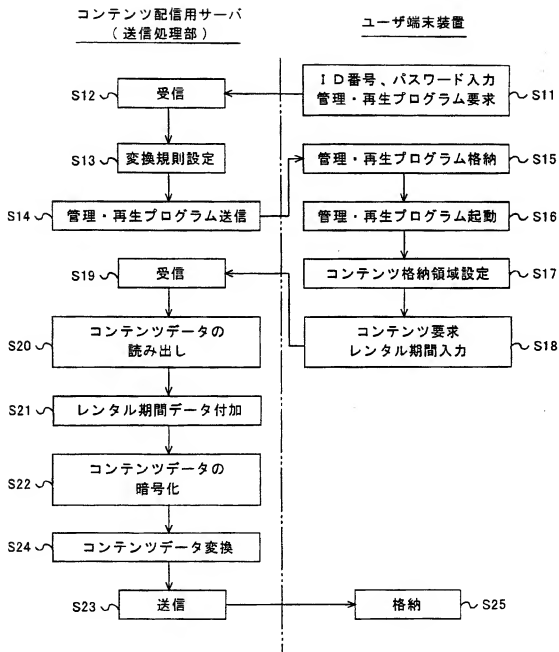 コンテンツ配信用サーバ
(送信処理部)
ユーザ端末装置
ID番号、パスワード入力
管理・再生プログラム要求
S11
S12
受信
S13
変換規則設定
管理・再生プログラム格納
S15
S14
管理・再生プログラム送信
管理・再生プログラム起動
S16
S19
受信
コンテンツ格納領域設定
S17
S20
コンテンツデータの
読み出し
コンテンツ要求
レンタル期間入力
S18
S21
レンタル期間データ付加
S22
コンテンツデータの
暗号化
S24
コンテンツデータ変換
S23
送信
格納
S25